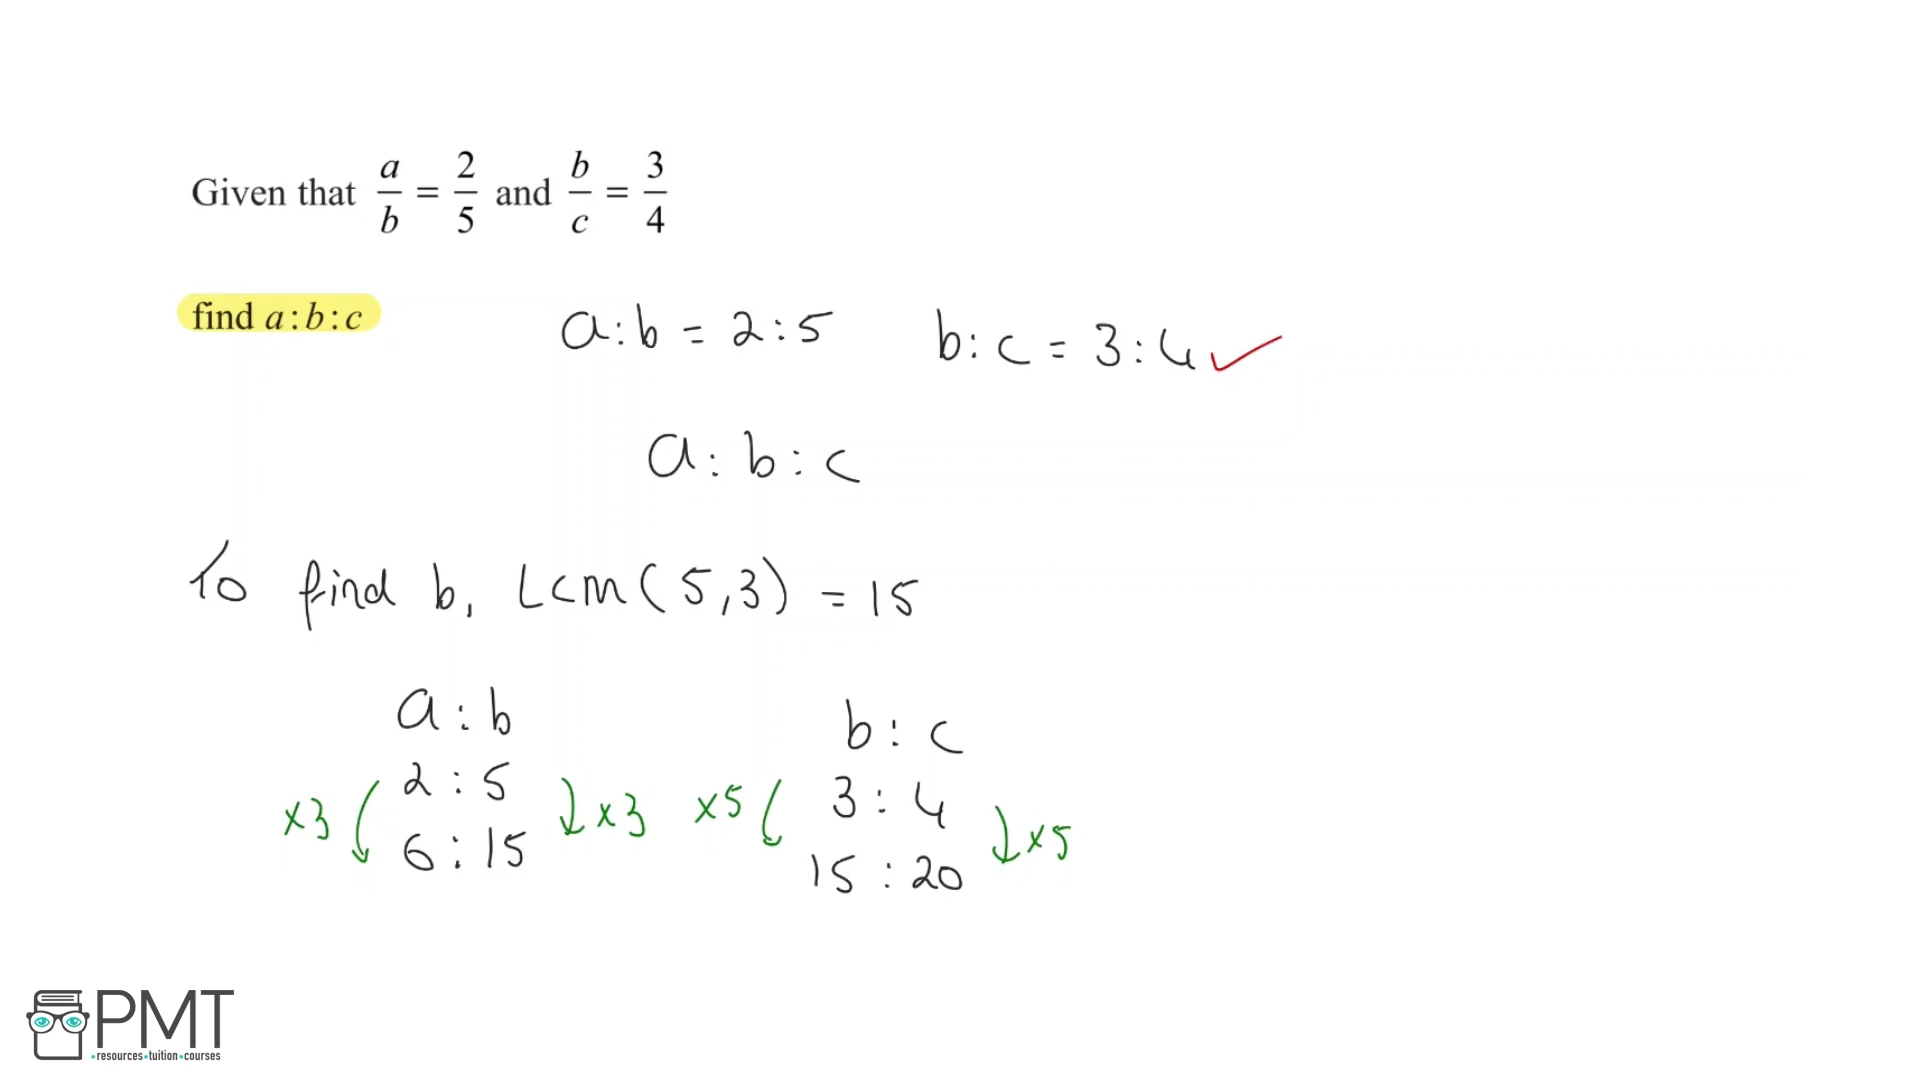 Given that a/b = 2/5 and b/c = 3/4
find a : b : c
a:b = 2:5 b:c = 3:4
a:b:c
To find b, LCM(5,3) = 15
a:b b:c
×3 2:5 ×3 ×5 3:4 ×5
6:15 15:20
PMT
•resources•tuition•courses